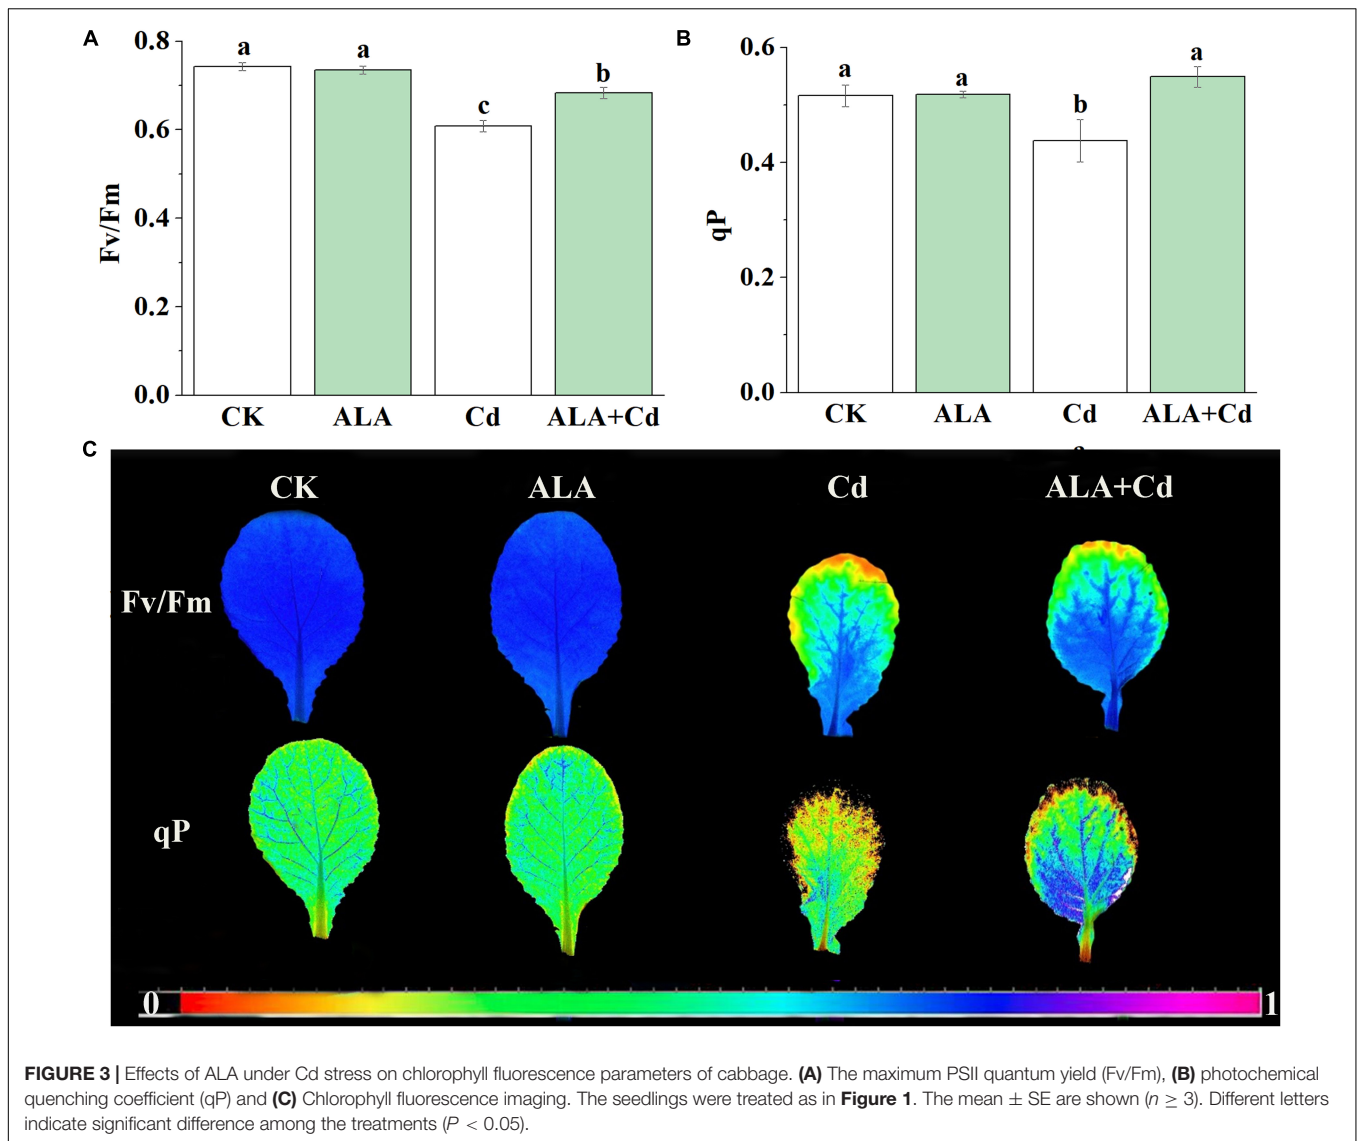 A
Fv/Fm
0.8
0.6
0.4
0.2
0.0
a
a
c
b
CK
ALA
Cd
ALA+Cd
B
qP
0.6
0.4
0.2
0.0
a
a
b
a
CK
ALA
Cd
ALA+Cd
C
CK
ALA
Cd
ALA+Cd
Fv/Fm
qP
0
1
FIGURE 3 | Effects of ALA under Cd stress on chlorophyll fluorescence parameters of cabbage. (A) The maximum PSII quantum yield (Fv/Fm), (B) photochemical
quenching coefficient (qP) and (C) Chlorophyll fluorescence imaging. The seedlings were treated as in Figure 1. The mean ± SE are shown (n ≥ 3). Different letters
indicate significant difference among the treatments (P < 0.05).